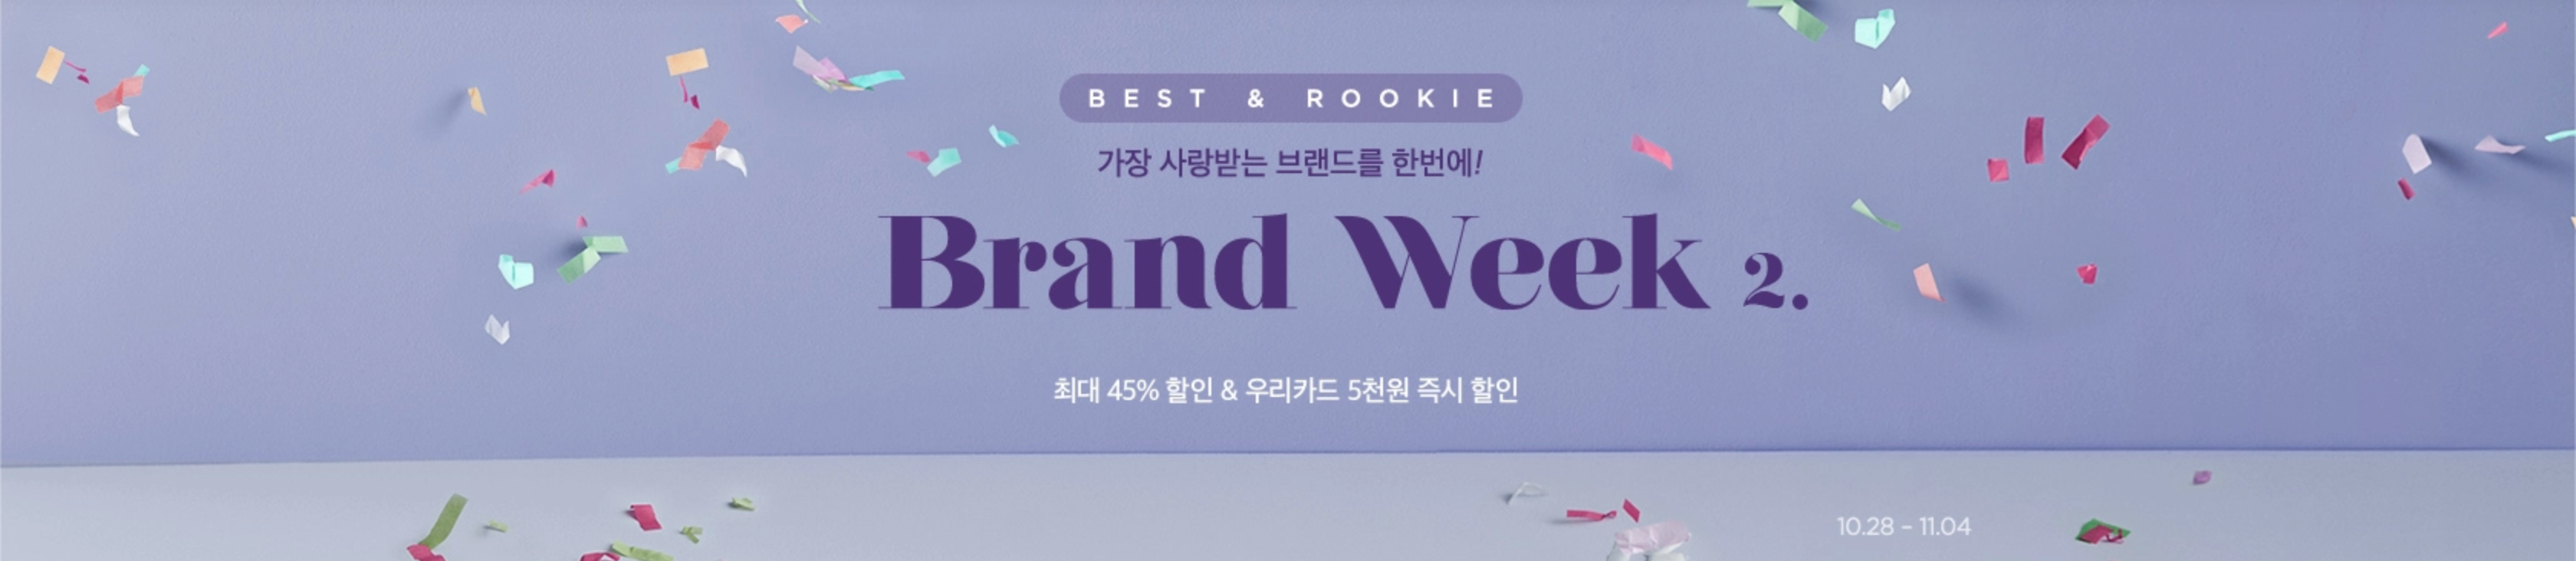 BEST & ROOKIE
가장 사랑받는 브랜드를 한번에!
Brand Week 2.
최대 45% 할인 & 우리카드 5천원 즉시 할인
10.28 - 11.04